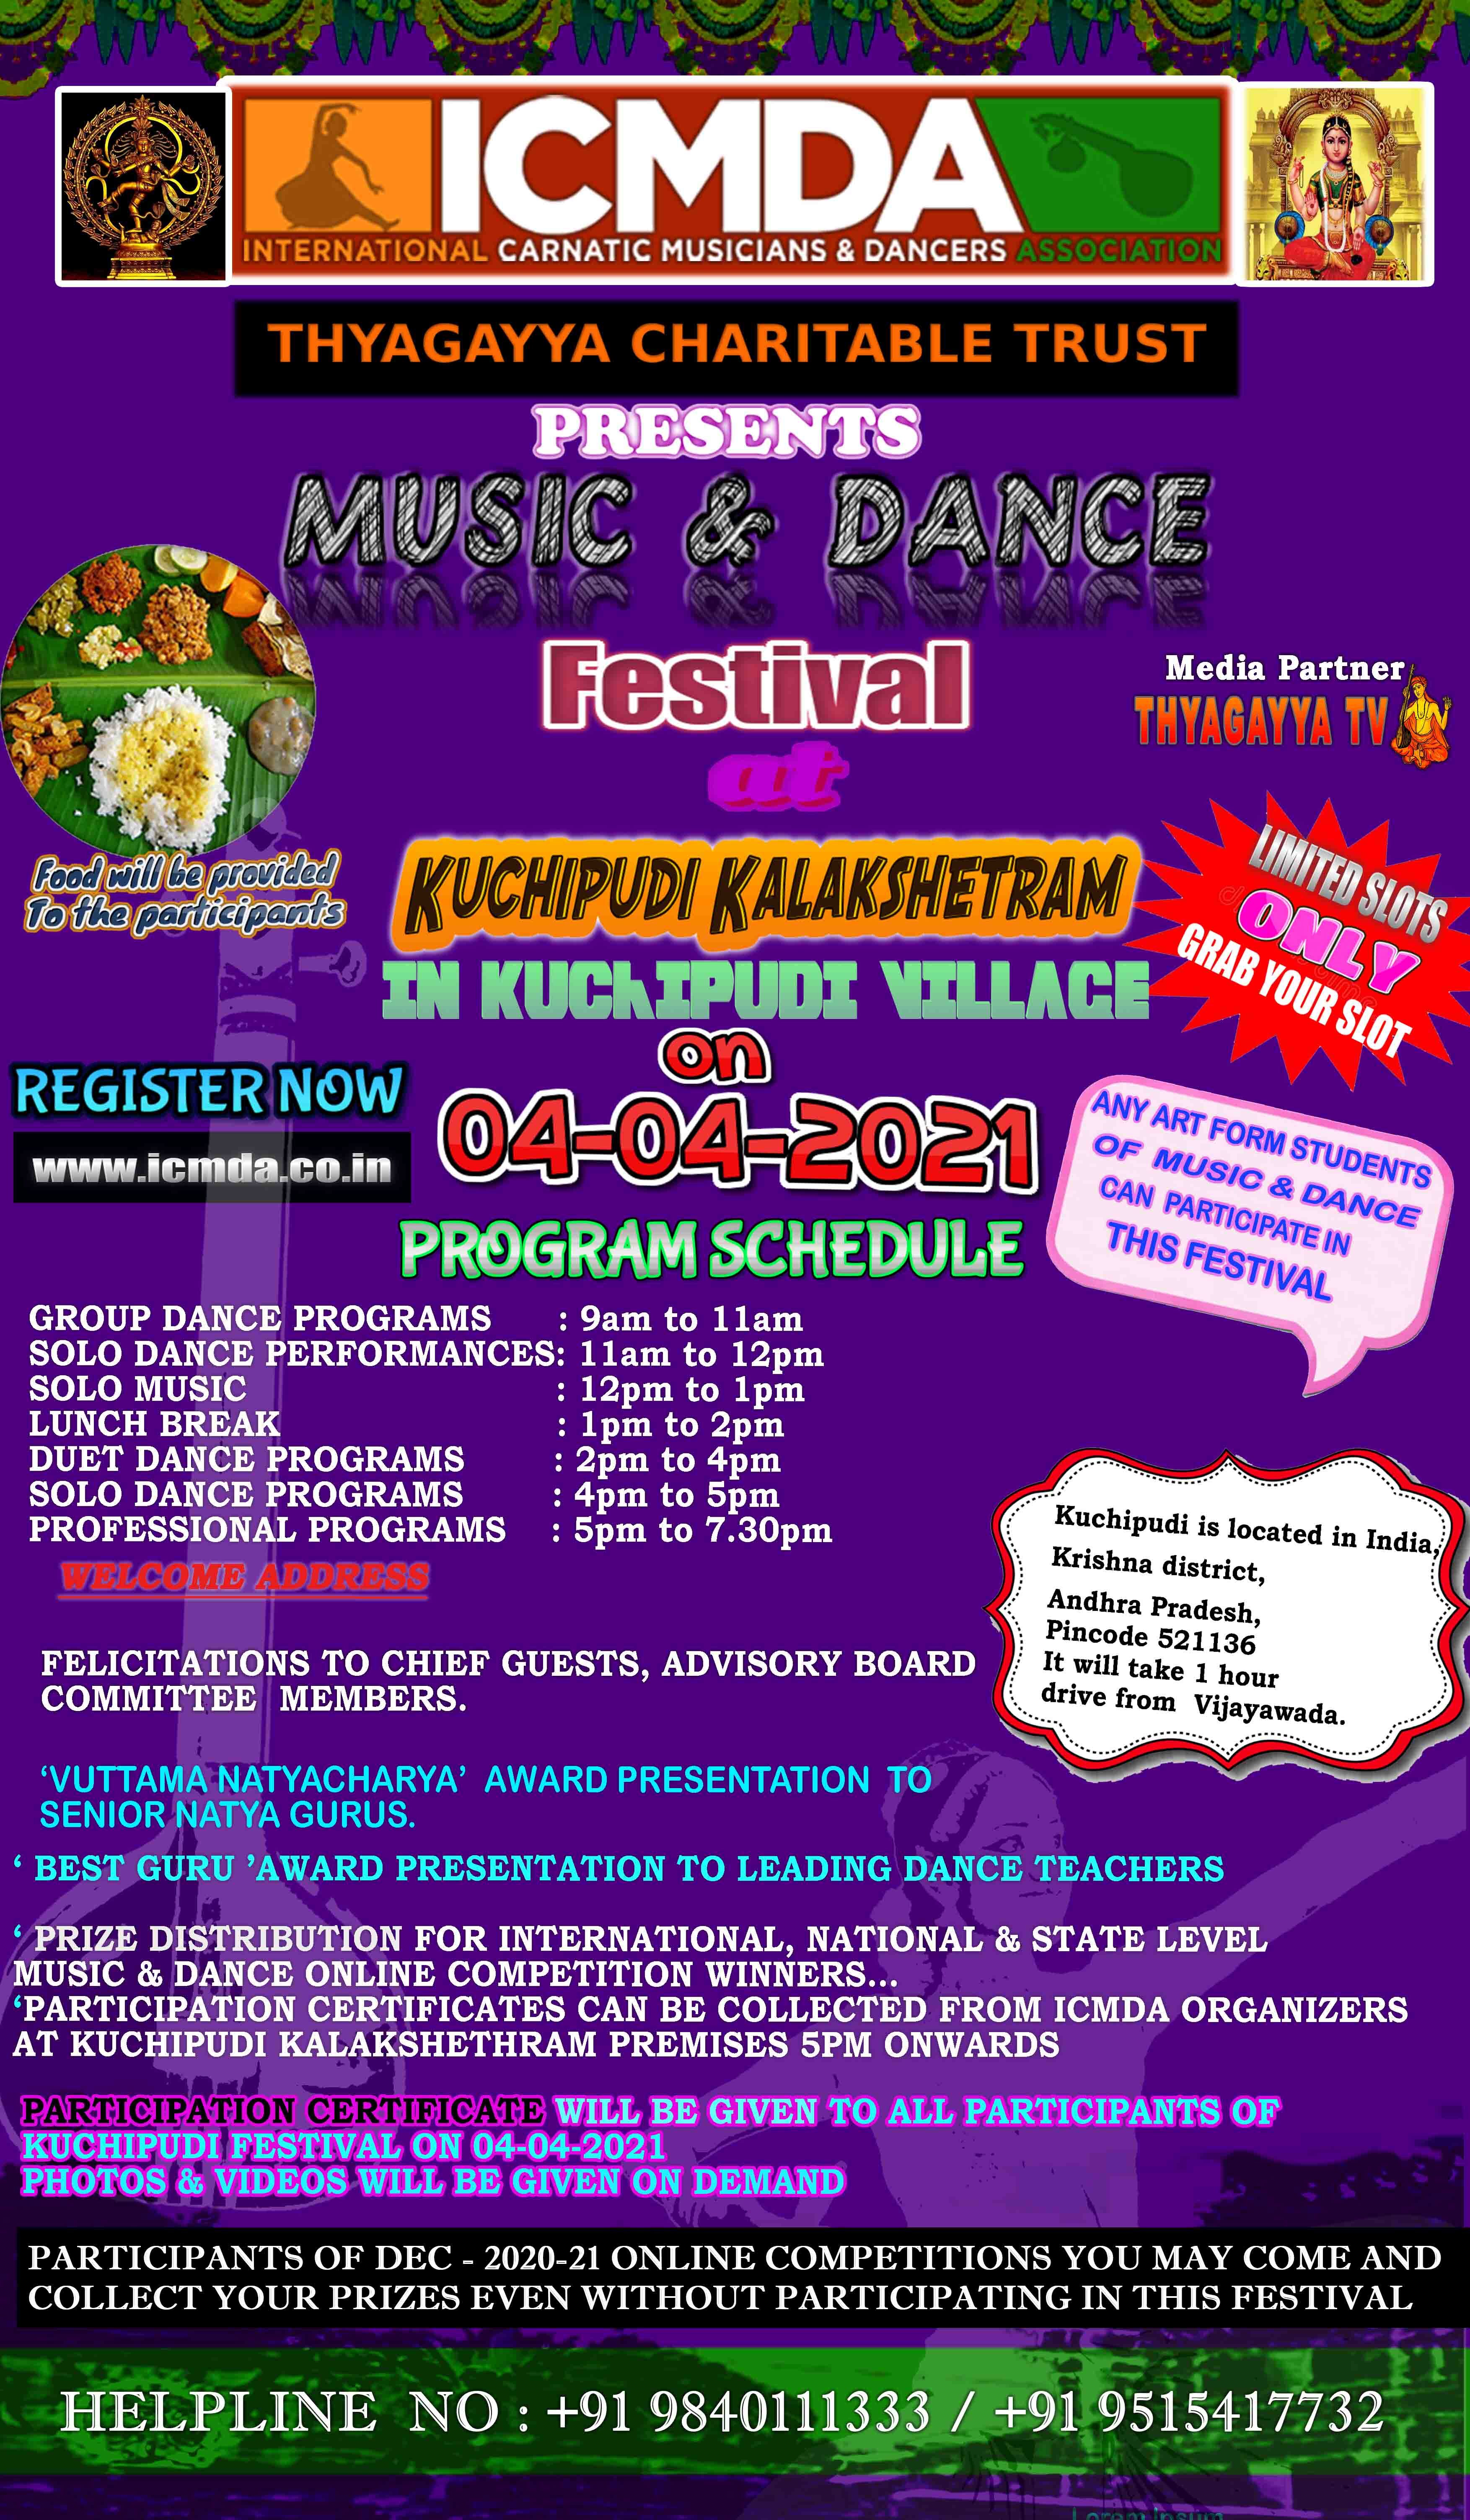 ICMDA
INTERNATIONAL CARNATIC MUSICIANS & DANCERS ASSOCIATION
THYAGAYYA CHARITABLE TRUST
PRESENTS
MUSIC & DANCE
Festival
Media Partner
THYAGAYYA TV
at
Food will be provided
To the participants
KUCHIPUDI KALAKSHETRAM
LIMITED SLOTS
ONLY
GRAB YOUR SLOT
IN KUChIPUDI VILLAGE
on
REGISTER NOW
www.icmda.co.in
04-04-2021
ANY ART FORM STUDENTS
OF MUSIC & DANCE
CAN PARTICIPATE IN
THIS FESTIVAL
PROGRAM SCHEDULE
GROUP DANCE PROGRAMS : 9am to 11am
SOLO DANCE PERFORMANCES: 11am to 12pm
SOLO MUSIC : 12pm to 1pm
LUNCH BREAK : 1pm to 2pm
DUET DANCE PROGRAMS : 2pm to 4pm
SOLO DANCE PROGRAMS : 4pm to 5pm
PROFESSIONAL PROGRAMS : 5pm to 7.30pm
WELCOME ADDRESS
Kuchipudi is located in India,
Krishna district,
Andhra Pradesh,
Pincode 521136
It will take 1 hour
drive from Vijayawada.
FELICITATIONS TO CHIEF GUESTS, ADVISORY BOARD
COMMITTEE MEMBERS.
‘VUTTAMA NATYACHARYA’ AWARD PRESENTATION TO
SENIOR NATYA GURUS.
‘ BEST GURU ’AWARD PRESENTATION TO LEADING DANCE TEACHERS
‘ PRIZE DISTRIBUTION FOR INTERNATIONAL, NATIONAL & STATE LEVEL
MUSIC & DANCE ONLINE COMPETITION WINNERS...
‘PARTICIPATION CERTIFICATES CAN BE COLLECTED FROM ICMDA ORGANIZERS
AT KUCHIPUDI KALAKSHETHRAM PREMISES 5PM ONWARDS
PARTICIPATION CERTIFICATE WILL BE GIVEN TO ALL PARTICIPANTS OF
KUCHIPUDI FESTIVAL ON 04-04-2021
PHOTOS & VIDEOS WILL BE GIVEN ON DEMAND
PARTICIPANTS OF DEC - 2020-21 ONLINE COMPETITIONS YOU MAY COME AND
COLLECT YOUR PRIZES EVEN WITHOUT PARTICIPATING IN THIS FESTIVAL
HELPLINE NO : +91 9840111333 / +91 9515417732
Lorem Ipsum